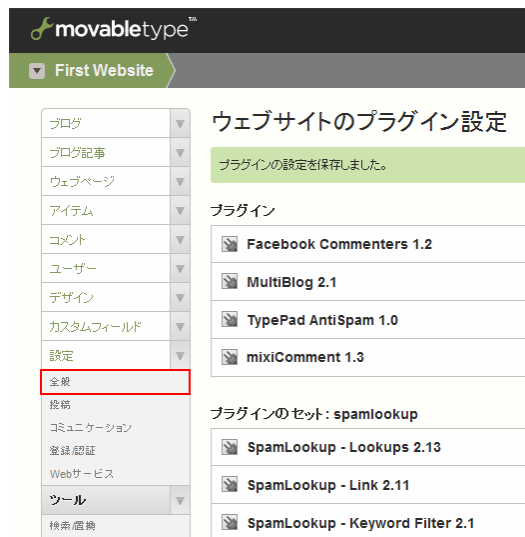 movabletype™
First Website
ブログ
ブログ記事
ウェブページ
アイテム
コメント
ユーザー
デザイン
カスタムフィールド
設定
全般
投稿
コミュニケーション
登録/認証
Webサービス
ツール
検索/置換
ウェブサイトのプラグイン設定
プラグインの設定を保存しました。
プラグイン
Facebook Commenters 1.2
MultiBlog 2.1
TypePad AntiSpam 1.0
mixiComment 1.3
プラグインのセット: spamlookup
SpamLookup - Lookups 2.13
SpamLookup - Link 2.11
SpamLookup - Keyword Filter 2.1